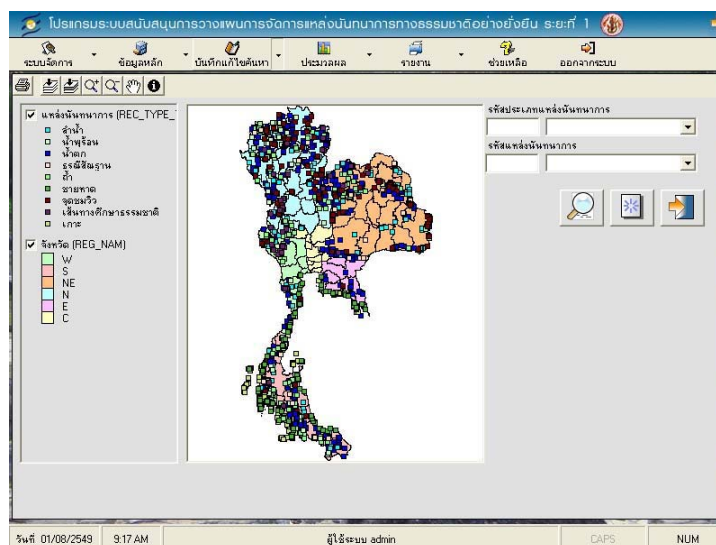 โปรแกรมระบบสนับสนุนการวางแผนการจัดการแหล่งนันทนาการทางธรรมชาติอย่างยั่งยืน ระยะที่ 1
ระบบจัดการ ข้อมูลหลัก บันทึกแก้ไขค้นหา ประมวลผล รายงาน ช่วยเหลือ ออกจากระบบ
แหล่งนันทนาการ (REC_TYPE_
ลำน้ำ
น้ำพุร้อน
น้ำตก
ธรณีสัณฐาน
ถ้ำ
ชายหาด
จุดชมวิว
เส้นทางศึกษาธรรมชาติ
เกาะ
จังหวัด (REG_NAM)
W
S
NE
N
E
C
รหัสประเภทแหล่งนันทนาการ
รหัสแหล่งนันทนาการ
วันที่ 01/08/2549 9:17 AM ผู้ใช้ระบบ admin CAPS NUM